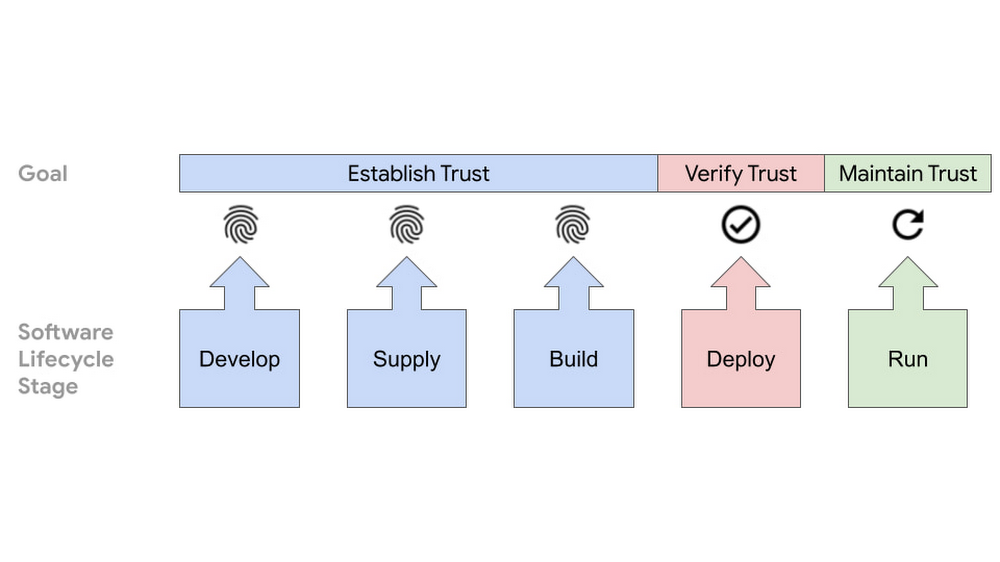 Goal
Establish Trust
Verify Trust
Maintain Trust
Software
Lifecycle
Stage
Develop
Supply
Build
Deploy
Run